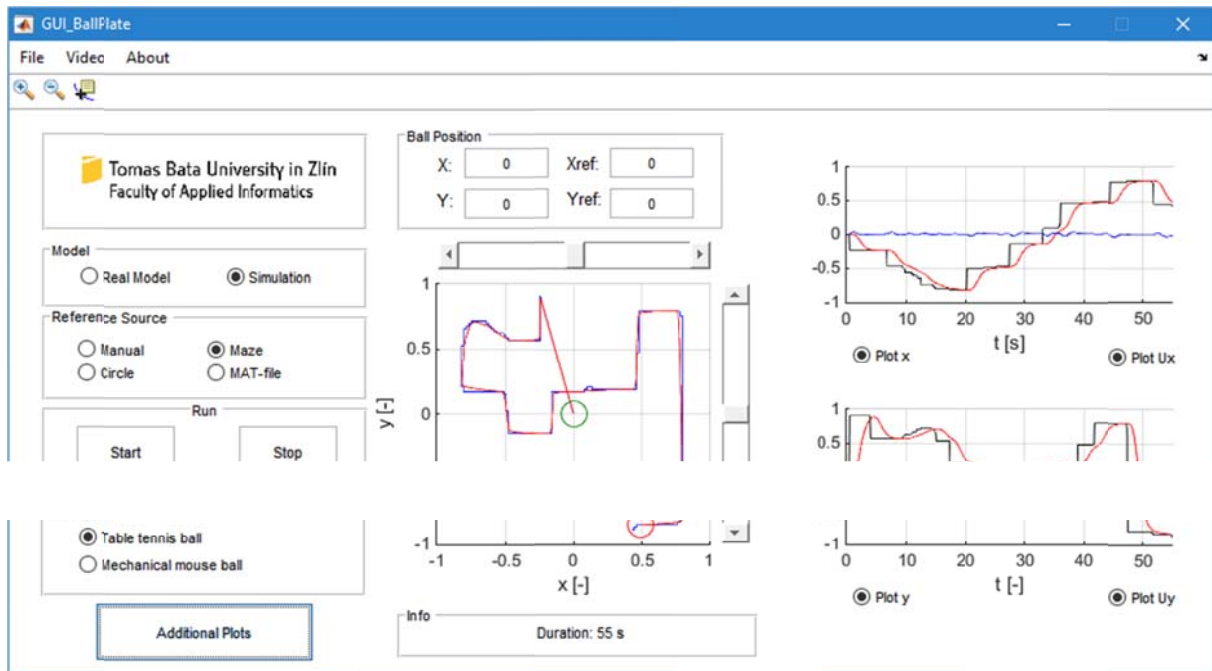 GUI_BallPlate
File Video About
Tomas Bata University in Zlín
Faculty of Applied Informatics
Model
Real Model Simulation
Reference Source
Manual Maze
Circle MAT-file
Run
Start Stop
Table tennis ball
Mechanical mouse ball
Additional Plots
Ball Position
X: 0 Xref: 0
Y: 0 Yref: 0
1
0.5
0
y [-]
-1
-1 -0.5 0 0.5 1
x [-]
Info
Duration: 55 s
1
0.5
0
-0.5
-1
0 10 20 30 40 50
t [s]
Plot x Plot Ux
1
0.5
-1
0 10 20 30 40 50
t [-]
Plot y Plot Uy